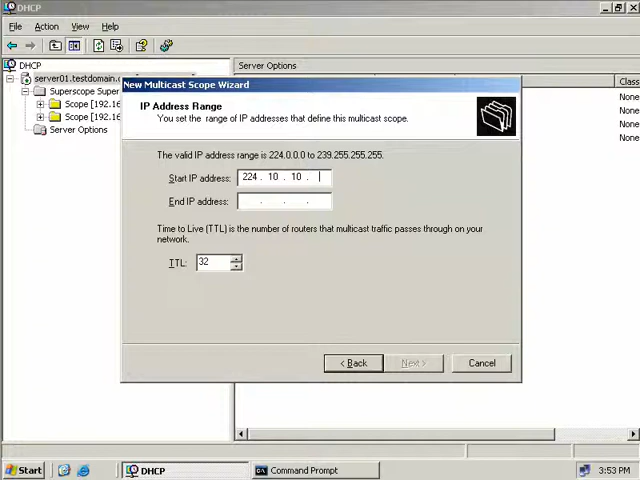 DHCP
File Action View Help
DHCP
server01.testdomain.
Superscope Super
Scope [192.16
Scope [192.16
Server Options
Server Options
Class
None
None
None
None
New Multicast Scope Wizard
IP Address Range
You set the range of IP addresses that define this multicast scope.
The valid IP address range is 224.0.0.0 to 239.255.255.255.
Start IP address: 224 . 10 . 10 .
End IP address: . . .
Time to Live (TTL) is the number of routers that multicast traffic passes through on your
network.
TTL: 32
< Back Next > Cancel
Start DHCP Command Prompt 3:53 PM